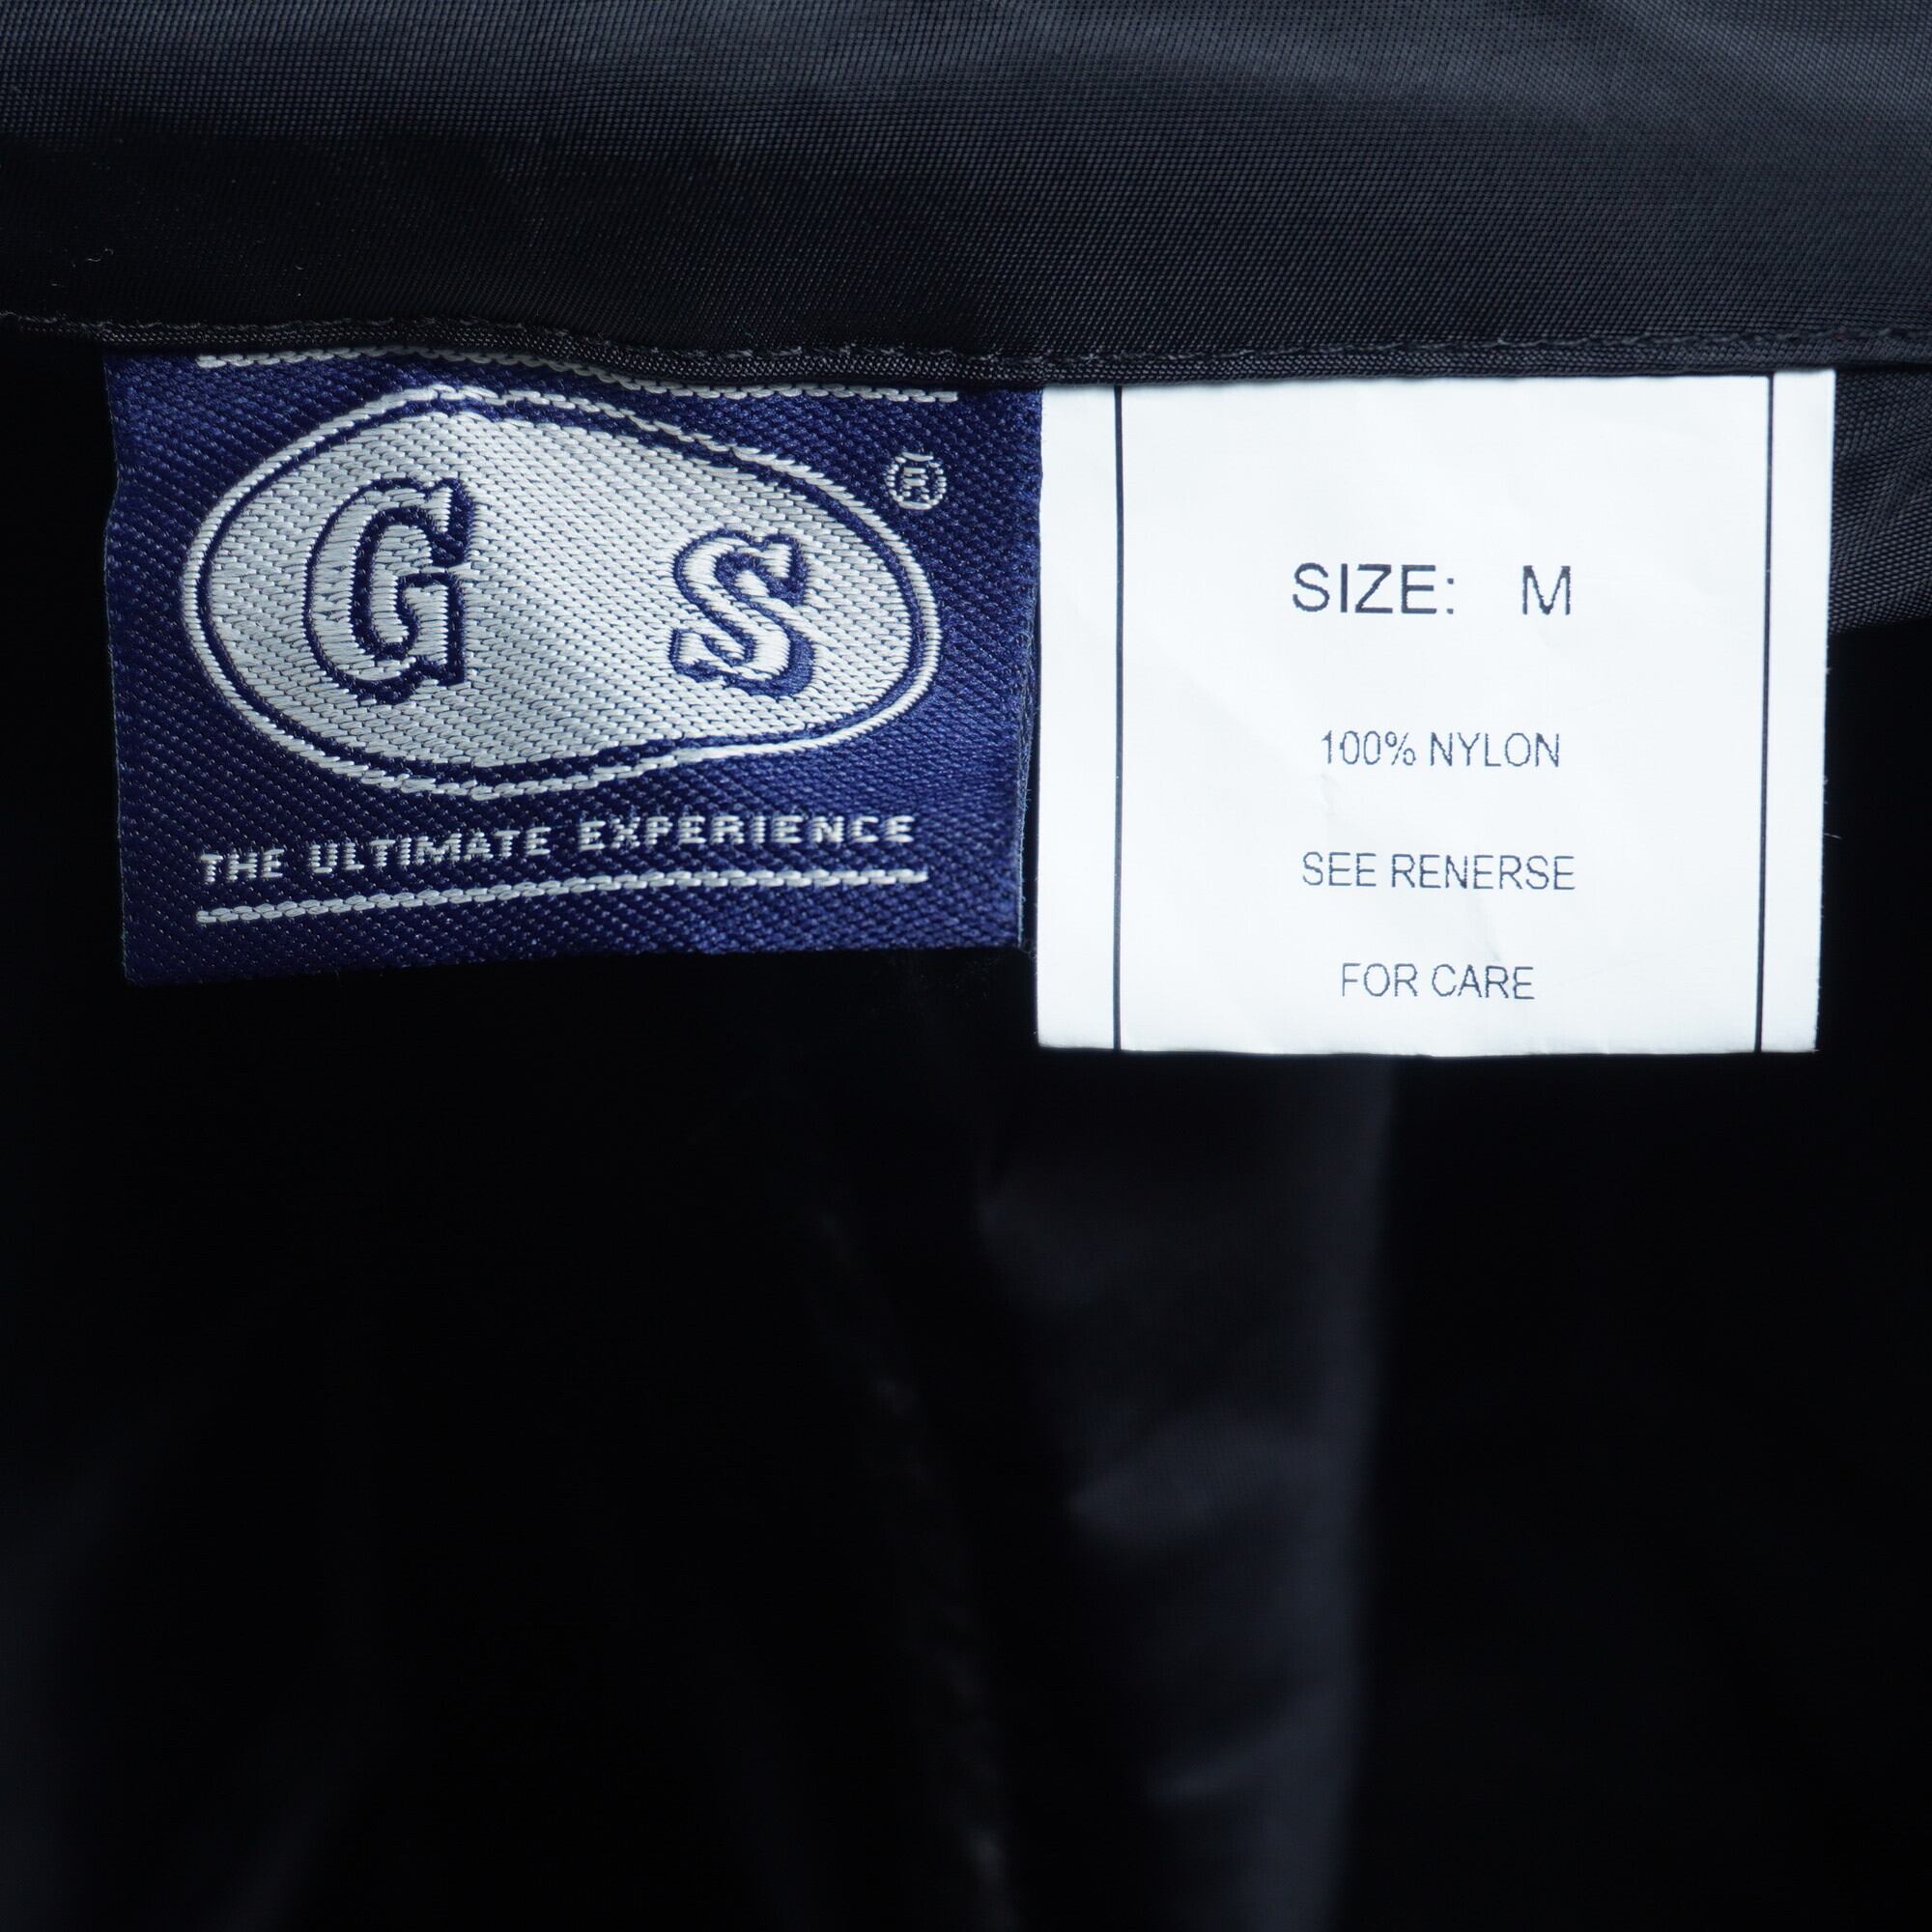 G S ®
THE ULTIMATE EXPERIENCE
SIZE: M
100% NYLON
SEE RENERSE
FOR CARE